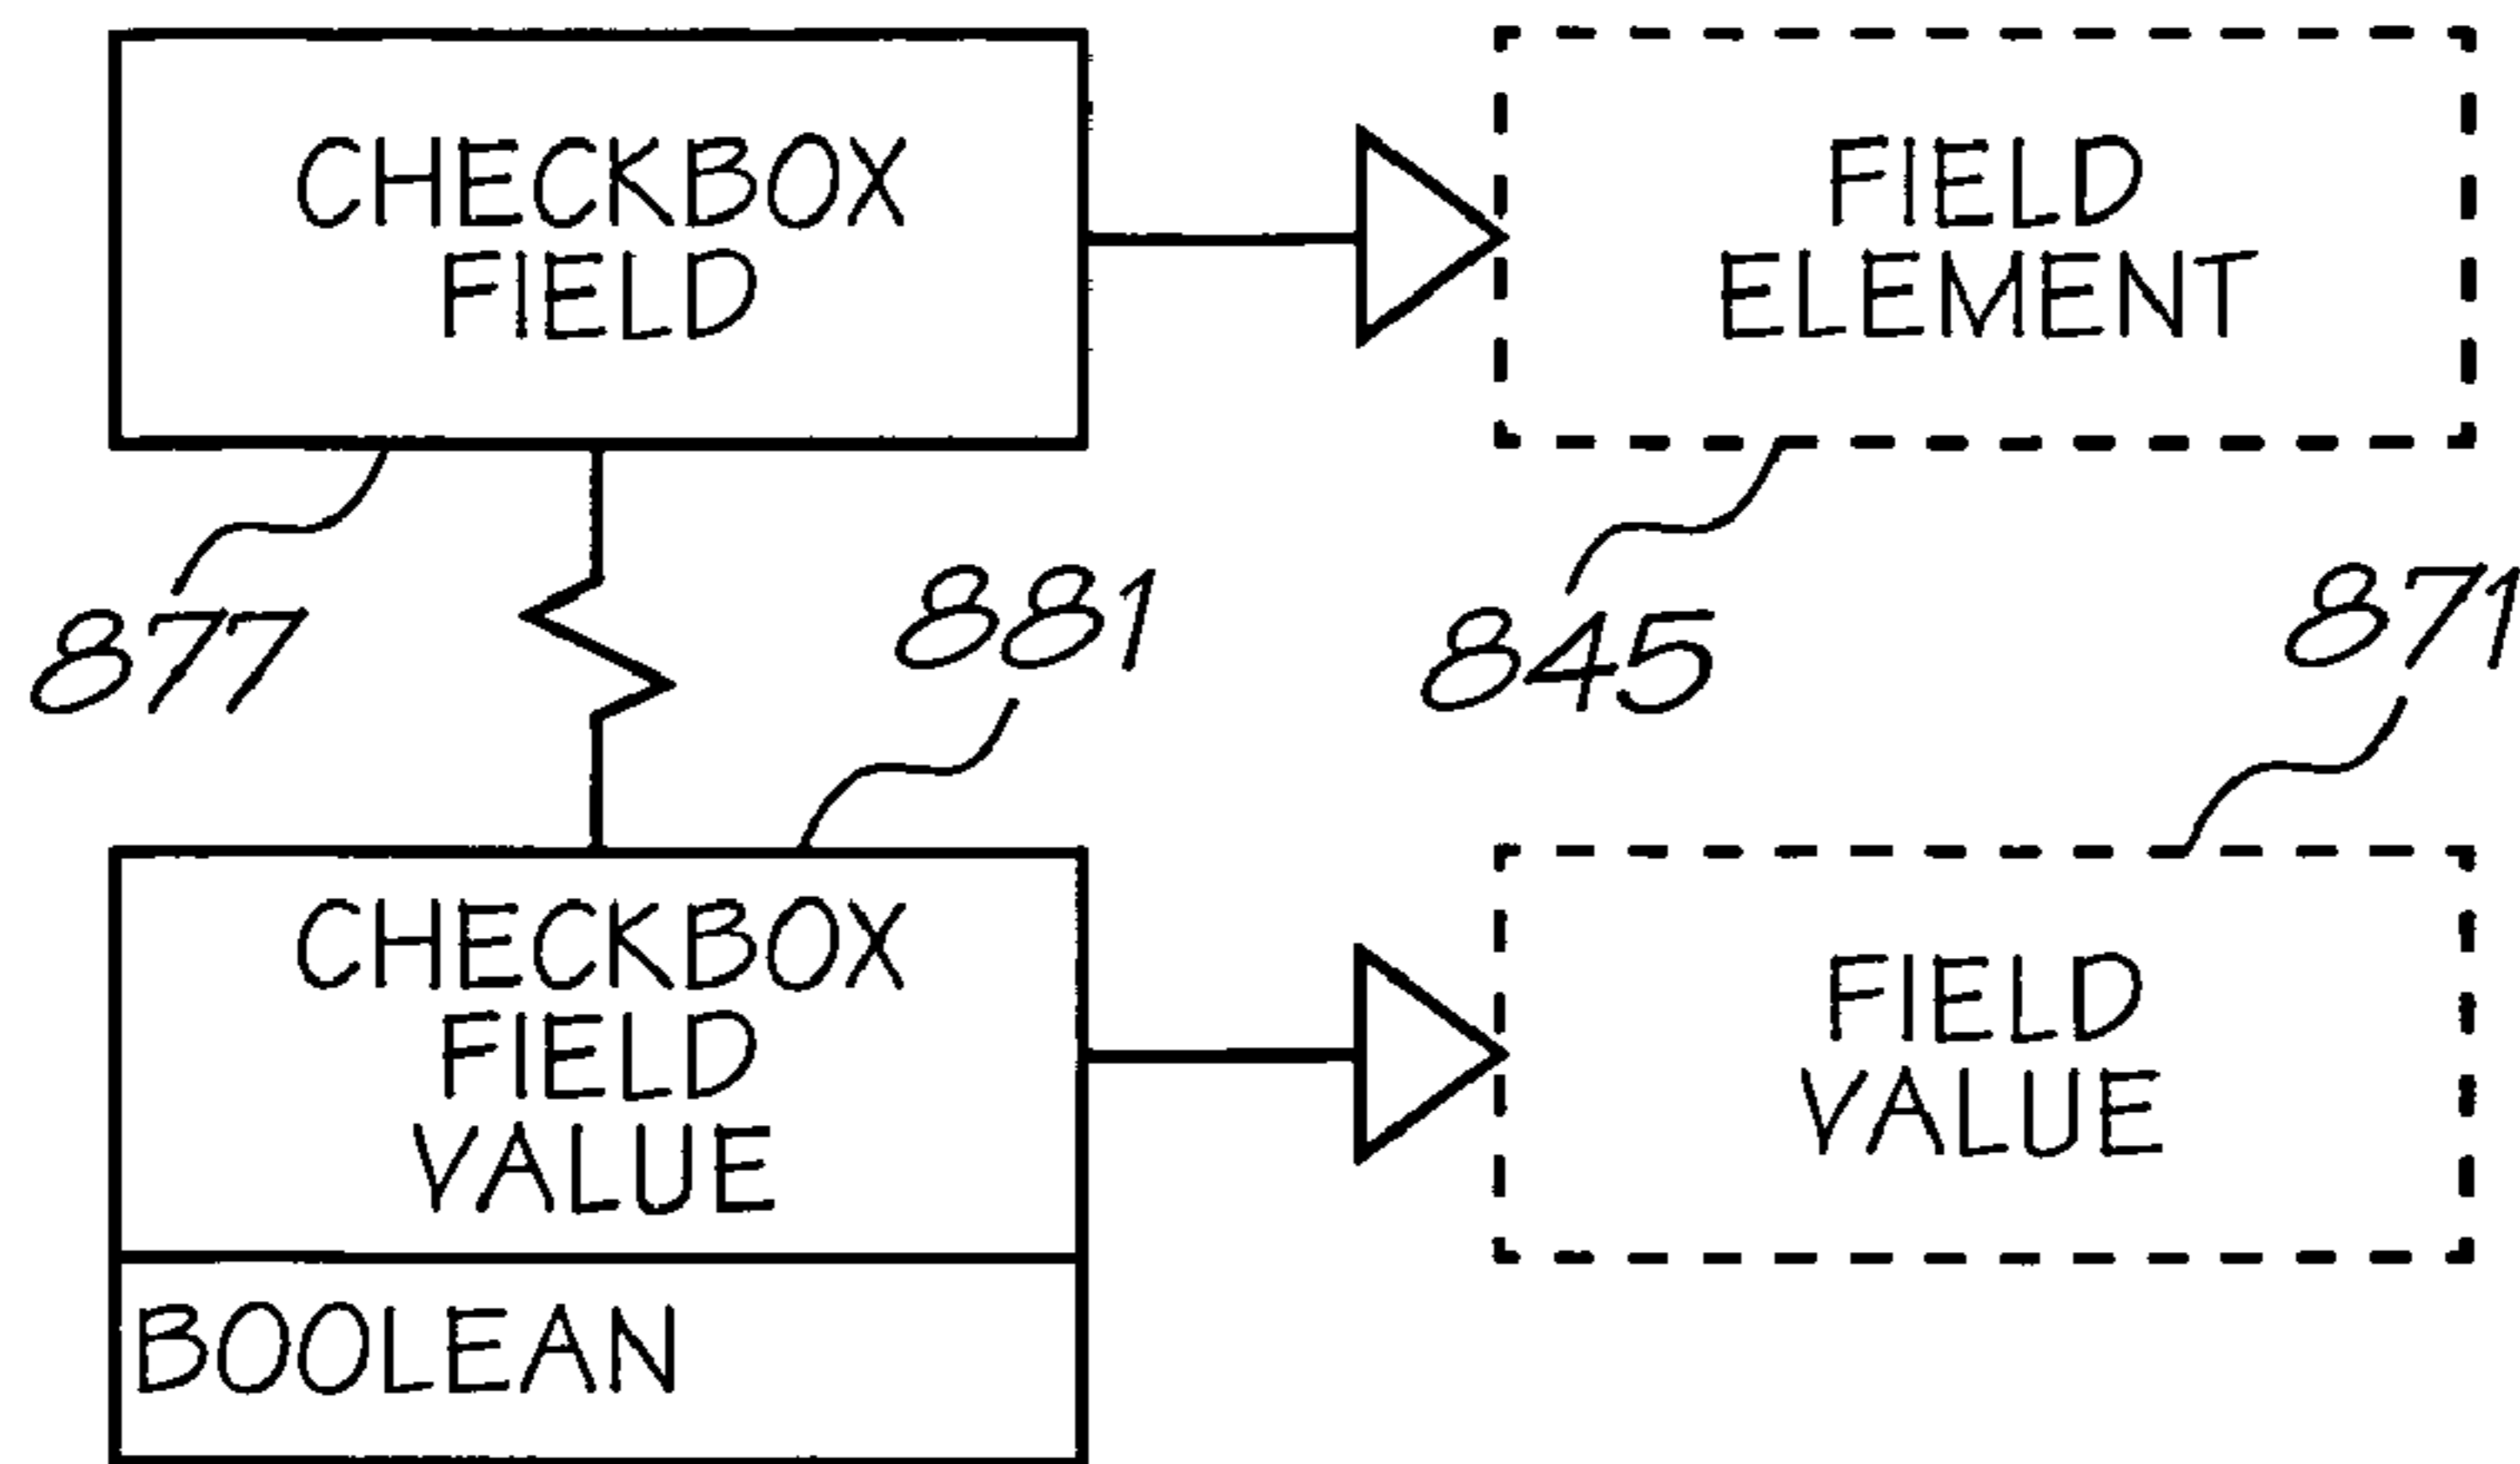 CHECKBOX
FIELD
FIELD
ELEMENT
877
881
845
871
CHECKBOX
FIELD
VALUE
FIELD
VALUE
BOOLEAN